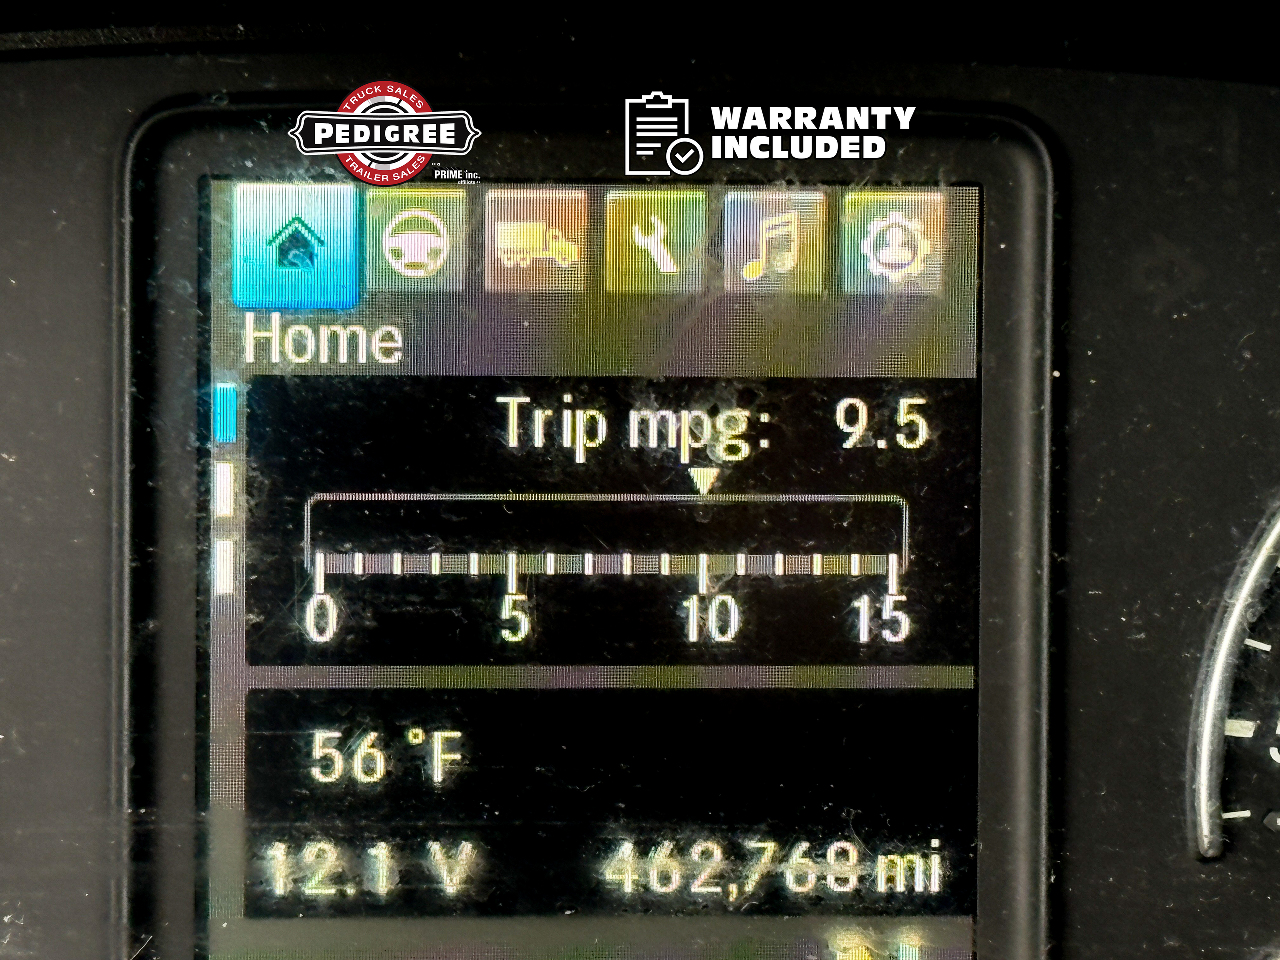 TRUCK SALES
PEDIGREE
TRAILER SALES
PRIME inc.
WARRANTY
INCLUDED
Home
Trip mpg: 9.5
0 5 10 15
56 °F
12.1 V 462,768 mi